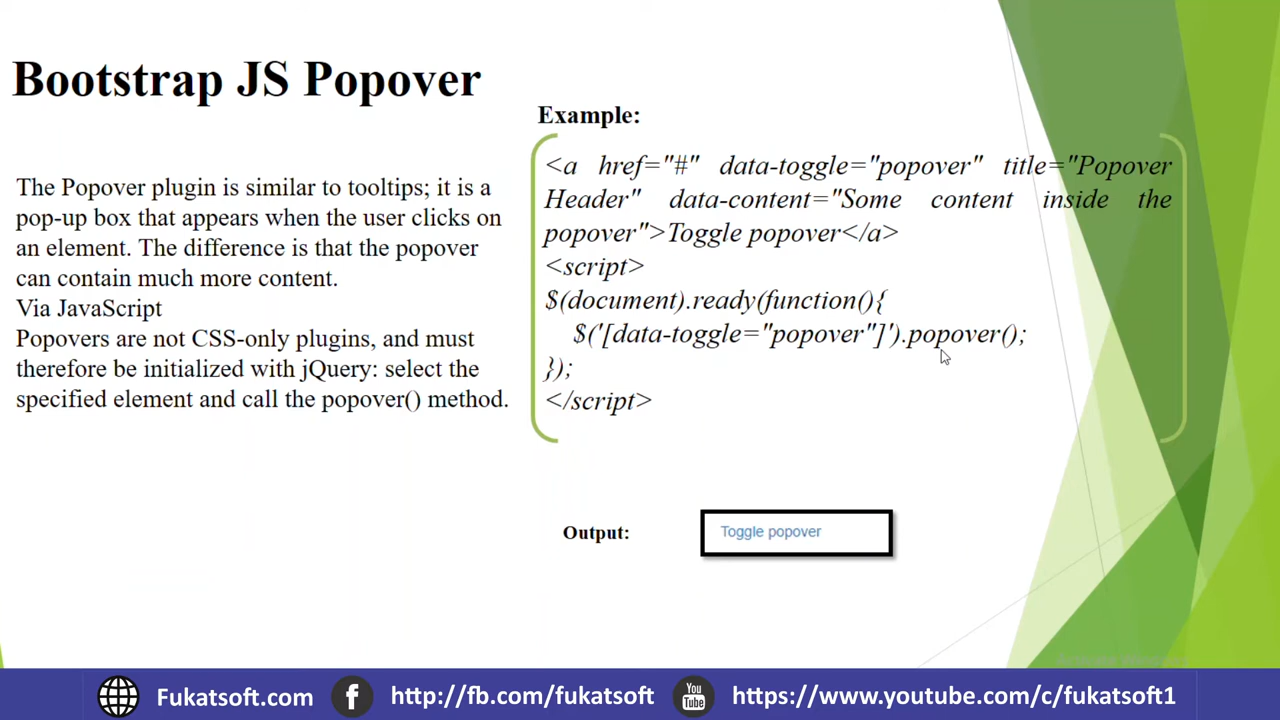 Bootstrap JS Popover
The Popover plugin is similar to tooltips; it is a
pop-up box that appears when the user clicks on
an element. The difference is that the popover
can contain much more content.
Via JavaScript
Popovers are not CSS-only plugins, and must
therefore be initialized with jQuery: select the
specified element and call the popover() method.
Example:
<a href="#" data-toggle="popover" title="Popover
Header" data-content="Some content inside the
popover">Toggle popover</a>
<script>
$(document).ready(function(){
$('[data-toggle="popover"]').popover();
});
</script>
Output:
Toggle popover
Fukatsoft.com
f
http://fb.com/fukatsoft
You
Tube
https://www.youtube.com/c/fukatsoft1